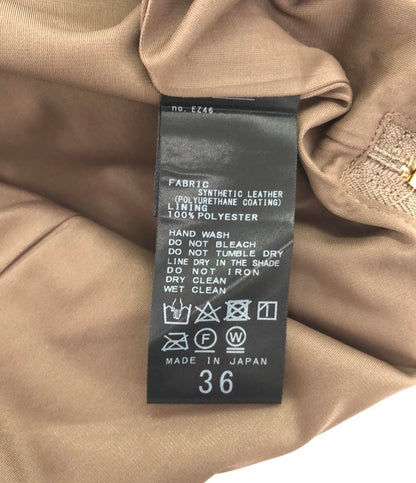 no. EZ46
FABRIC
SYNTHETIC LEATHER
(POLYURETHANE COATING)
LINING
100% POLYESTER
HAND WASH
DO NOT BLEACH
DO NOT TUMBLE DRY
LINE DRY IN THE SHADE
DO NOT IRON
DRY CLEAN
WET CLEAN
F W
MADE IN JAPAN
36